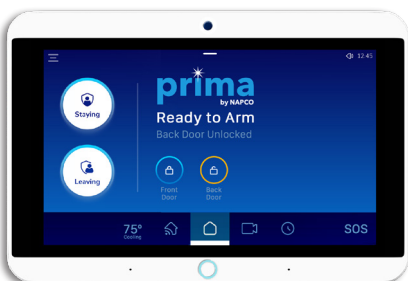 12:45
prima
by NAPCO
Ready to Arm
Back Door Unlocked
Staying
Leaving
Front
Door
Back
Door
75°
Cooling
SOS